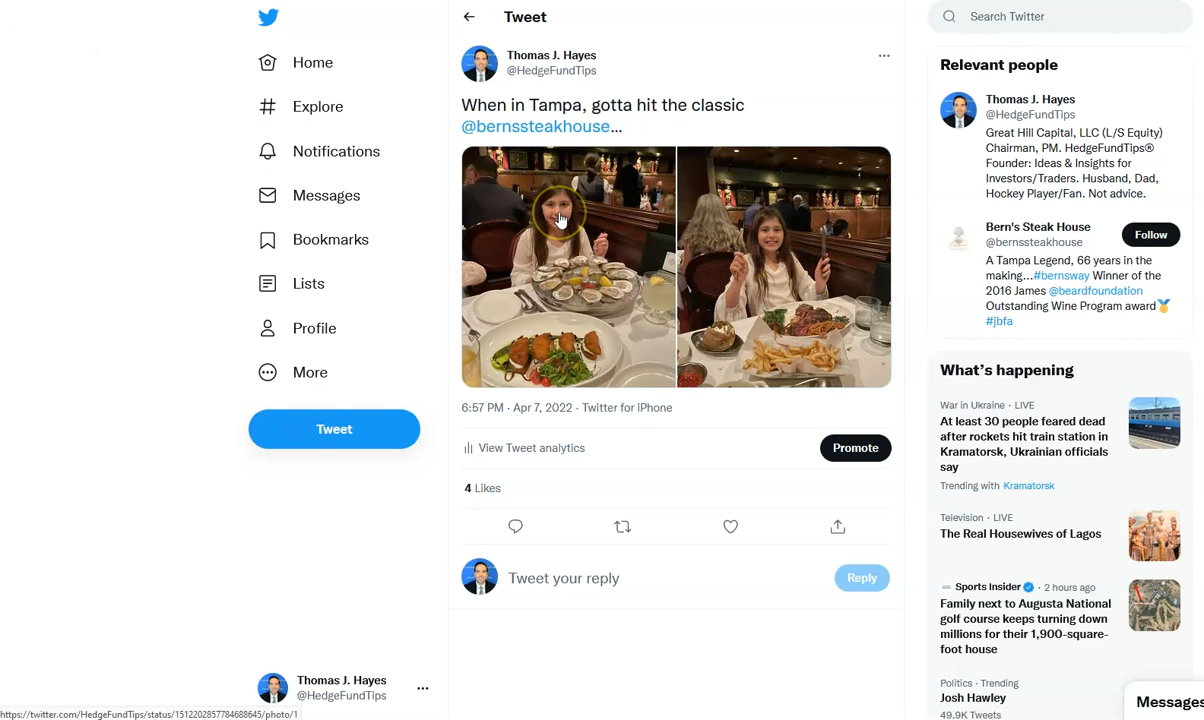 Home
Explore
Notifications
Messages
Bookmarks
Lists
Profile
More
Tweet
Thomas J. Hayes
@HedgeFundTips
Tweet
Thomas J. Hayes
@HedgeFundTips
When in Tampa, gotta hit the classic
@bernssteakhouse...
6:57 PM · Apr 7, 2022 · Twitter for iPhone
View Tweet analytics
Promote
4 Likes
Tweet your reply
Reply
Search Twitter
Relevant people
Thomas J. Hayes
@HedgeFundTips
Great Hill Capital, LLC (L/S Equity)
Chairman, PM. HedgeFundTips®
Founder: Ideas & Insights for
Investors/Traders. Husband, Dad,
Hockey Player/Fan. Not advice.
Bern's Steak House
@bernssteakhouse
Follow
A Tampa Legend, 66 years in the
making...#bernsway Winner of the
2016 James @beardfoundation
Outstanding Wine Program award🏅
#jbfa
What's happening
War in Ukraine · LIVE
At least 30 people feared dead
after rockets hit train station in
Kramatorsk, Ukrainian officials
say
Trending with Kramatorsk
Television · LIVE
The Real Housewives of Lagos
Sports Insider · 2 hours ago
Family next to Augusta National
golf course keeps turning down
millions for their 1,900-square-
foot house
Politics · Trending
Josh Hawley
49.9K Tweets
Messages
https://twitter.com/HedgeFundTips/status/1512202857784688645/photo/1